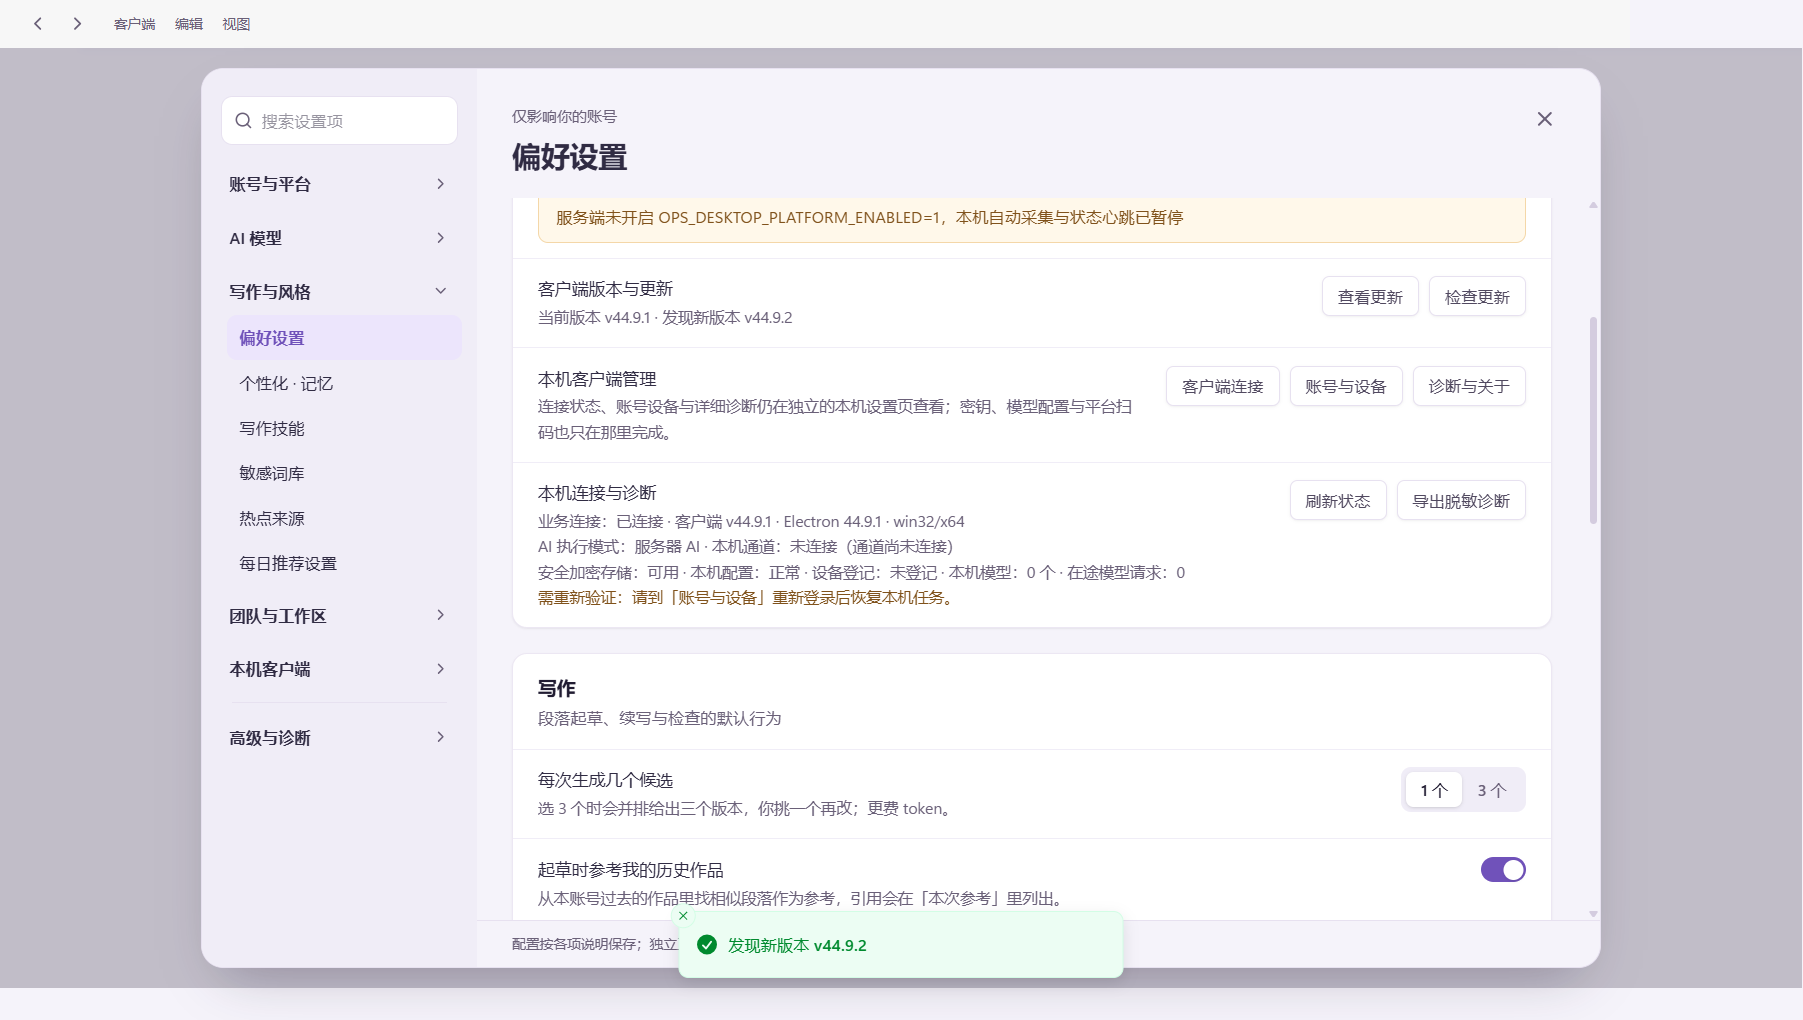 客户端 编辑 视图
搜索设置项
账号与平台
AI 模型
写作与风格
偏好设置
个性化 · 记忆
写作技能
敏感词库
热点来源
每日推荐设置
团队与工作区
本机客户端
高级与诊断
仅影响你的账号
偏好设置
服务端未开启 OPS_DESKTOP_PLATFORM_ENABLED=1，本机自动采集与状态心跳已暂停
客户端版本与更新
当前版本 v44.9.1 · 发现新版本 v44.9.2
查看更新
检查更新
本机客户端管理
连接状态、账号设备与详细诊断仍在独立的本机设置页查看；密钥、模型配置与平台扫
码也只在那里完成。
客户端连接
账号与设备
诊断与关于
本机连接与诊断
业务连接：已连接 · 客户端 v44.9.1 · Electron 44.9.1 · win32/x64
AI 执行模式：服务器 AI · 本机通道：未连接（通道尚未连接）
安全加密存储：可用 · 本机配置：正常 · 设备登记：未登记 · 本机模型：0 个 · 在途模型请求：0
需重新验证：请到「账号与设备」重新登录后恢复本机任务。
刷新状态
导出脱敏诊断
写作
段落起草、续写与检查的默认行为
每次生成几个候选
选 3 个时会并排给出三个版本，你挑一个再改；更费 token。
1 个
3 个
起草时参考我的历史作品
从本账号过去的作品里找相似段落作为参考，引用会在「本次参考」里列出。
配置按各项说明保存；独立
发现新版本 v44.9.2